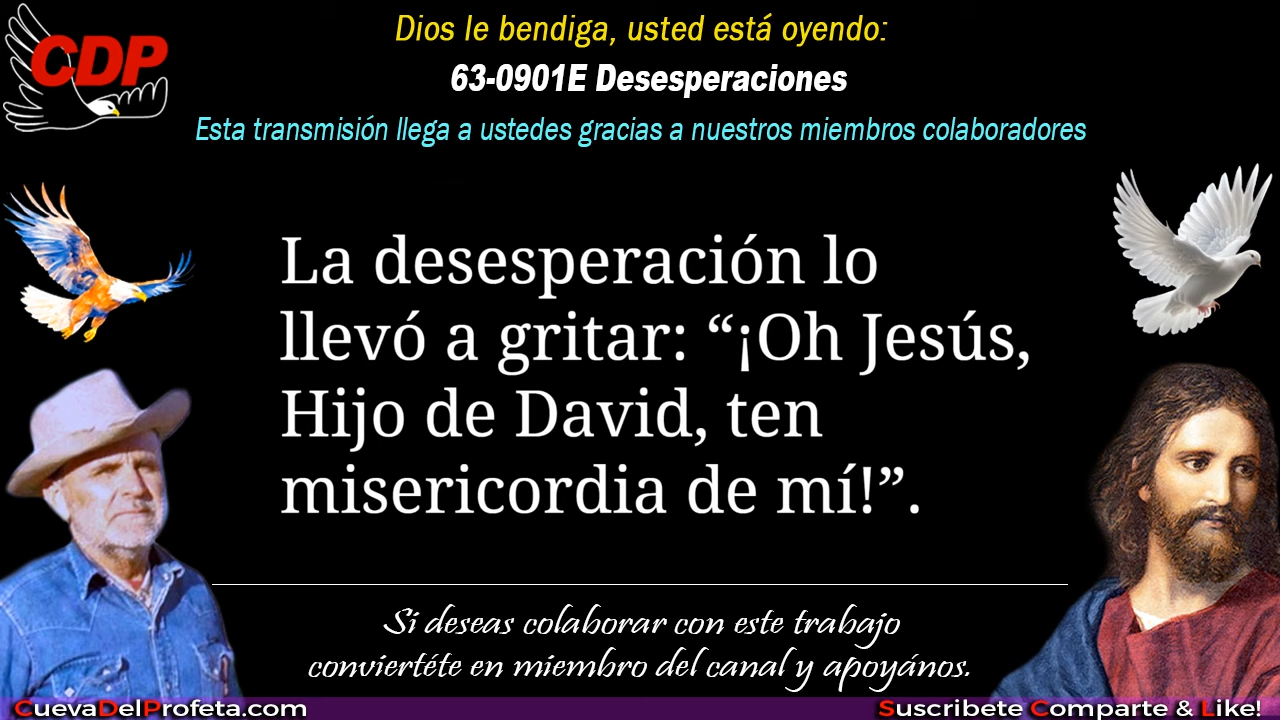 CDP
Dios le bendiga, usted está oyendo:
63-0901E Desesperaciones
Esta transmisión llega a ustedes gracias a nuestros miembros colaboradores
La desesperación lo
llevó a gritar: “¡Oh Jesús,
Hijo de David, ten
misericordia de mí!”.
Si deseas colaborar con este trabajo
conviertéte en miembro del canal y apoyános.
CuevaDelProfeta.com
Suscribete Comparte & Like!